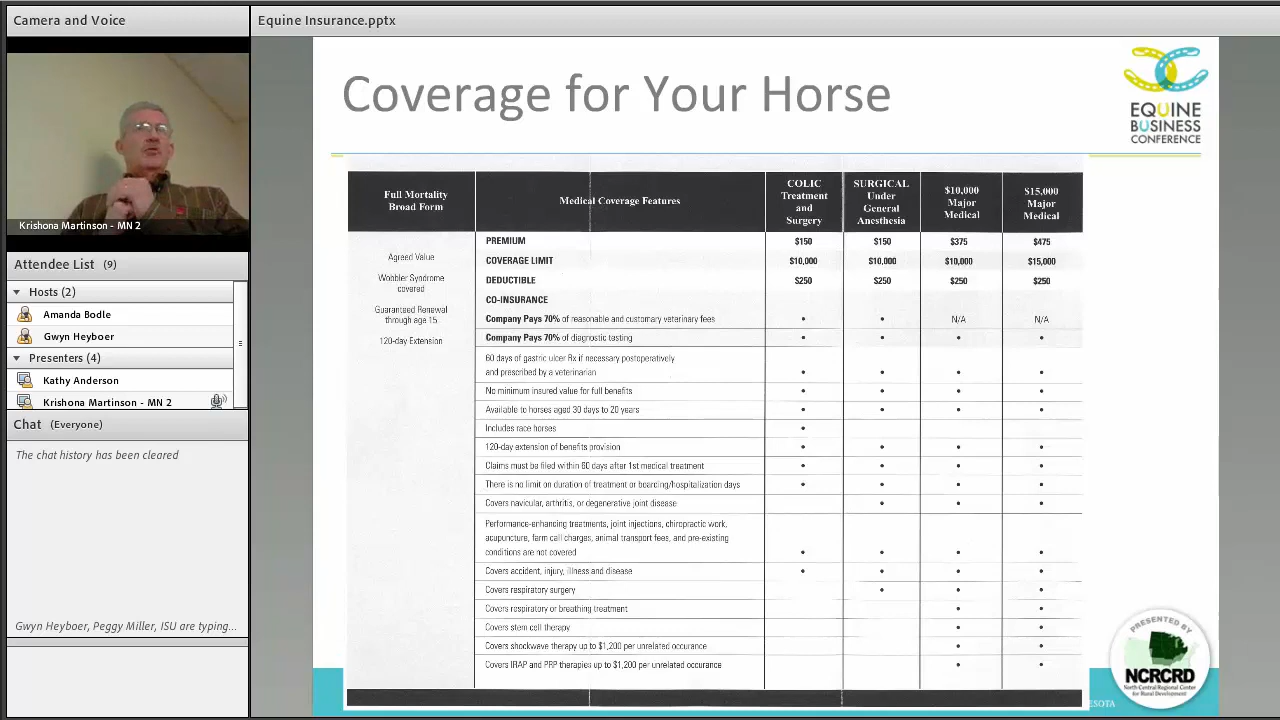 Camera and Voice
Equine Insurance.pptx
Krishona Martinson - MN 2
Attendee List (9)
Hosts (2)
Amanda Bodle
Gwyn Heyboer
Presenters (4)
Kathy Anderson
Krishona Martinson - MN 2
Chat (Everyone)
The chat history has been cleared
Gwyn Heyboer, Peggy Miller, ISU are typing...
Coverage for Your Horse
EQUINE
BUSINESS
CONFERENCE
Full Mortality
Broad Form
Medical Coverage Features
COLIC
Treatment
and
Surgery
SURGICAL
Under
General
Anesthesia
$10,000
Major
Medical
$15,000
Major
Medical
Agreed Value
Wobbler Syndrome
covered
Guaranteed Renewal
through age 15
120-day Extension
PREMIUM $150 $150 $375 $475
COVERAGE LIMIT $10,000 $10,000 $10,000 $15,000
DEDUCTIBLE $250 $250 $250 $250
CO-INSURANCE
Company Pays 70% of reasonable and customary veterinary fees • • N/A N/A
Company Pays 70% of diagnostic testing • • • •
60 days of gastric ulcer Rx if necessary postoperatively
and prescribed by a veterinarian • • • •
No minimum insured value for full benefits • • • •
Available to horses aged 30 days to 20 years • • • •
Includes race horses •
120-day extension of benefits provision • • • •
Claims must be filed within 60 days after 1st medical treatment • • • •
There is no limit on duration of treatment or boarding/hospitalization days • • • •
Covers navicular, arthritis, or degenerative joint disease • • •
Performance-enhancing treatments, joint injections, chiropractic work,
acupuncture, farm call charges, animal transport fees, and pre-existing
conditions are not covered • • • •
Covers accident, injury, illness and disease • • • •
Covers respiratory surgery • • •
Covers respiratory or breathing treatment • •
Covers stem cell therapy • •
Covers shockwave therapy up to $1,200 per unrelated occurance • •
Covers IRAP and PRP therapies up to $1,200 per unrelated occurance • •
PRESENTED BY
NCRCRD
North Central Regional Center
for Rural Development
ESOTA